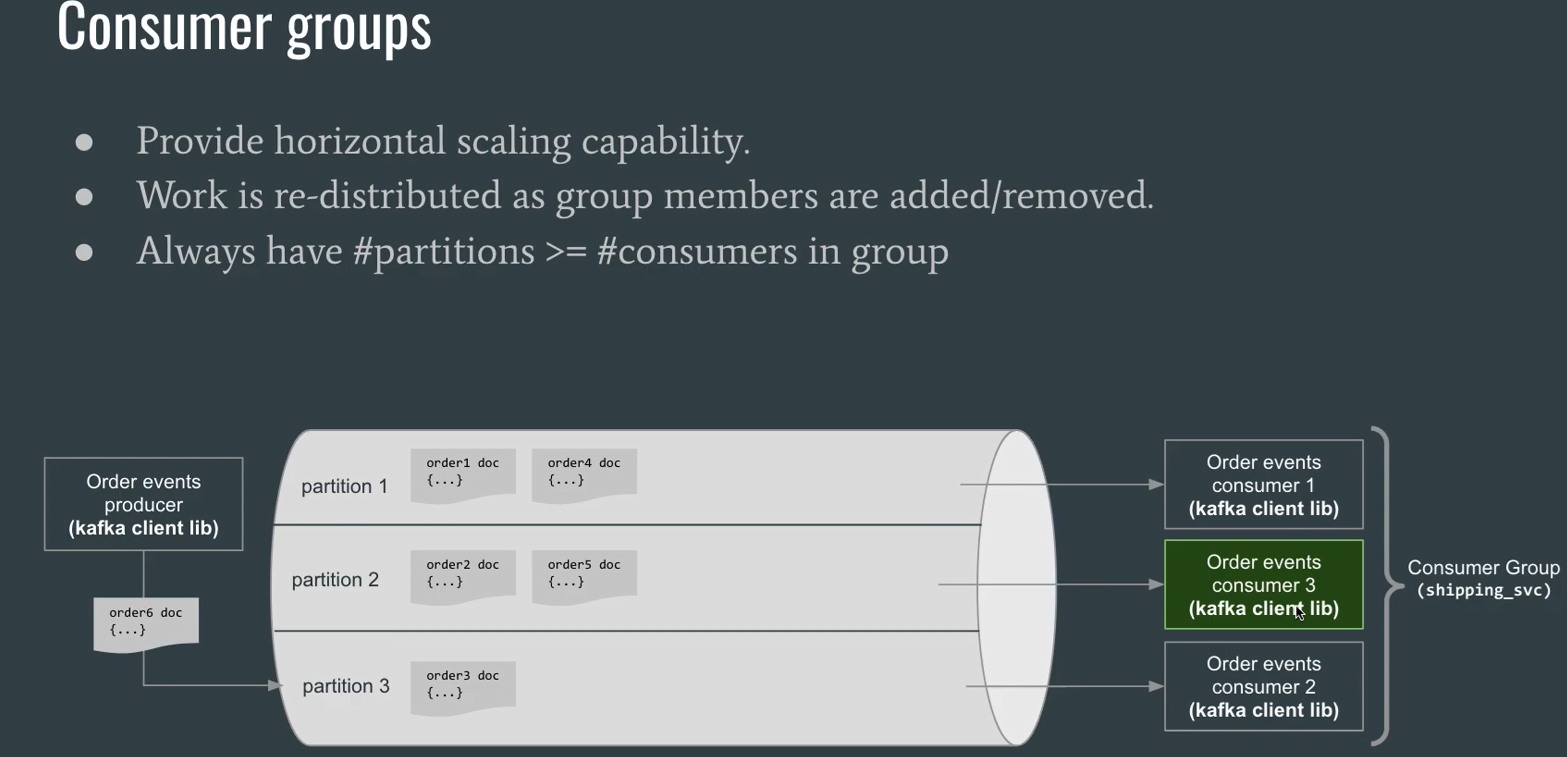 Consumer groups
● Provide horizontal scaling capability.
● Work is re-distributed as group members are added/removed.
● Always have #partitions >= #consumers in group
Order events
producer
(kafka client lib)
order6 doc
{...}
partition 1
order1 doc
{...}
order4 doc
{...}
partition 2
order2 doc
{...}
order5 doc
{...}
partition 3
order3 doc
{...}
Order events
consumer 1
(kafka client lib)
Order events
consumer 3
(kafka client lib)
Order events
consumer 2
(kafka client lib)
Consumer Group
(shipping_svc)